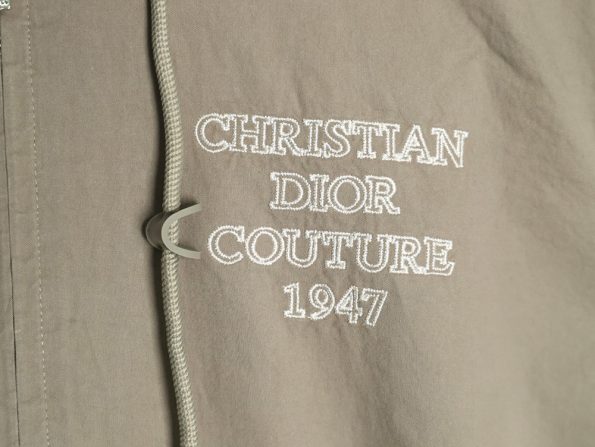 CHRISTIAN
DIOR
COUTURE
1947